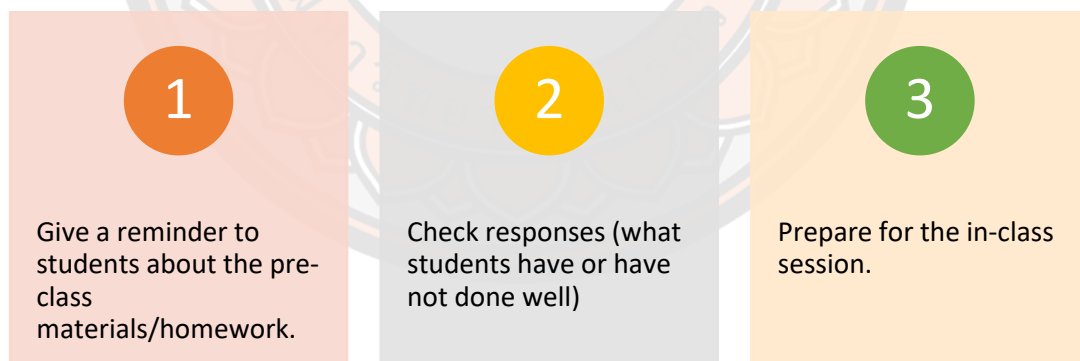 1
Give a reminder to
students about the pre-
class
materials/homework.
2
Check responses (what
students have or have
not done well)
3
Prepare for the in-class
session.